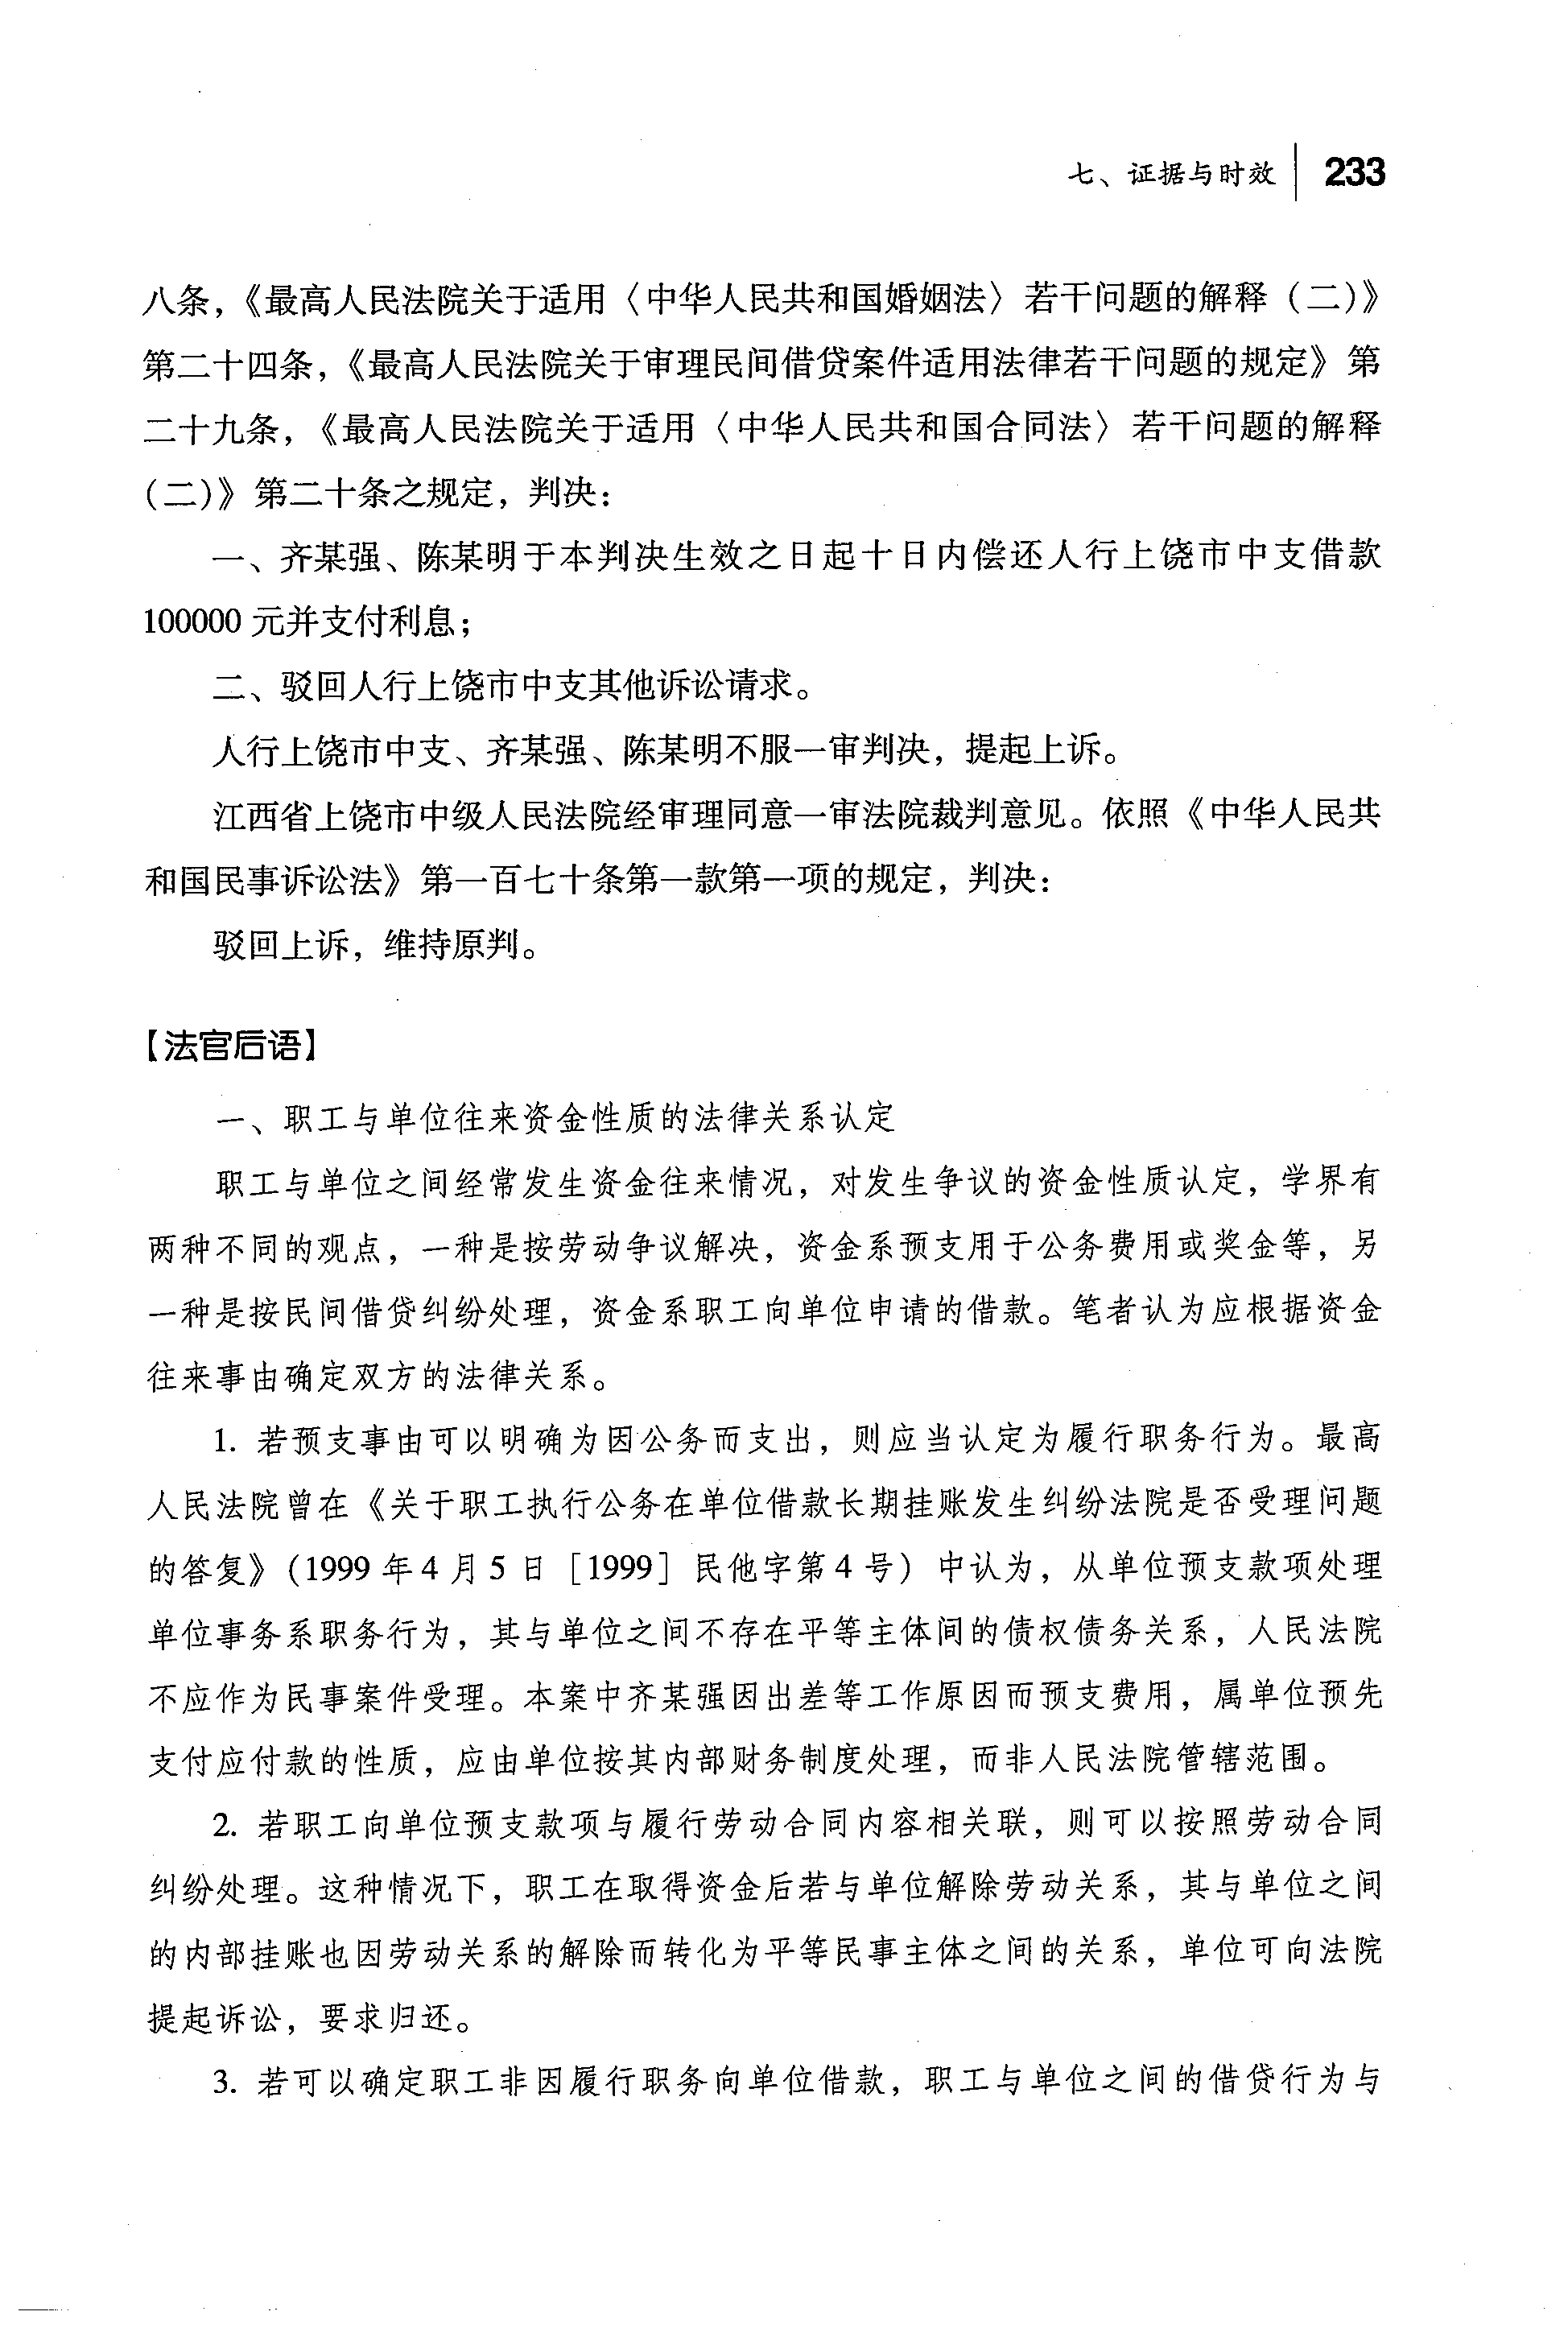 七、证据与时效 233
八条，《最高人民法院关于适用〈中华人民共和国婚姻法〉若干问题的解释（二）》
第二十四条，《最高人民法院关于审理民间借贷案件适用法律若干问题的规定》第
二十九条，《最高人民法院关于适用〈中华人民共和国合同法〉若干问题的解释
（二）》第二十条之规定，判决：
一、齐某强、陈某明于本判决生效之日起十日内偿还人行上饶市中支借款
100000 元并支付利息；
二、驳回人行上饶市中支其他诉讼请求。
人行上饶市中支、齐某强、陈某明不服一审判决，提起上诉。
江西省上饶市中级人民法院经审理同意一审法院裁判意见。依照《中华人民共
和国民事诉讼法》第一百七十条第一款第一项的规定，判决：
驳回上诉，维持原判。
【法官后语】
一、职工与单位往来资金性质的法律关系认定
职工与单位之间经常发生资金往来情况，对发生争议的资金性质认定，学界有
两种不同的观点，一种是按劳动争议解决，资金系预支用于公务费用或奖金等，另
一种是按民间借贷纠纷处理，资金系职工向单位申请的借款。笔者认为应根据资金
往来事由确定双方的法律关系。
1. 若预支事由可以明确为因公务而支出，则应当认定为履行职务行为。最高
人民法院曾在《关于职工执行公务在单位借款长期挂账发生纠纷法院是否受理问题
的答复》（1999 年 4 月 5 日［1999］民他字第 4 号）中认为，从单位预支款项处理
单位事务系职务行为，其与单位之间不存在平等主体间的债权债务关系，人民法院
不应作为民事案件受理。本案中齐某强因出差等工作原因而预支费用，属单位预先
支付应付款的性质，应由单位按其内部财务制度处理，而非人民法院管辖范围。
2. 若职工向单位预支款项与履行劳动合同内容相关联，则可以按照劳动合同
纠纷处理。这种情况下，职工在取得资金后若与单位解除劳动关系，其与单位之间
的内部挂账也因劳动关系的解除而转化为平等民事主体之间的关系，单位可向法院
提起诉讼，要求归还。
3. 若可以确定职工非因履行职务向单位借款，职工与单位之间的借贷行为与